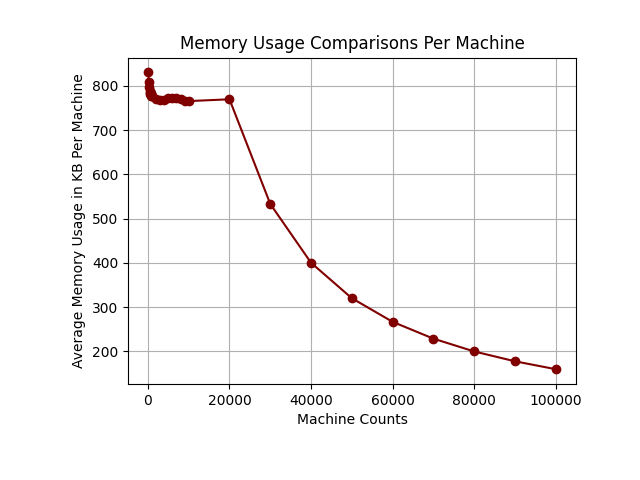 Memory Usage Comparisons Per Machine
Average Memory Usage in KB Per Machine
800
700
600
500
400
300
200
0 20000 40000 60000 80000 100000
Machine Counts